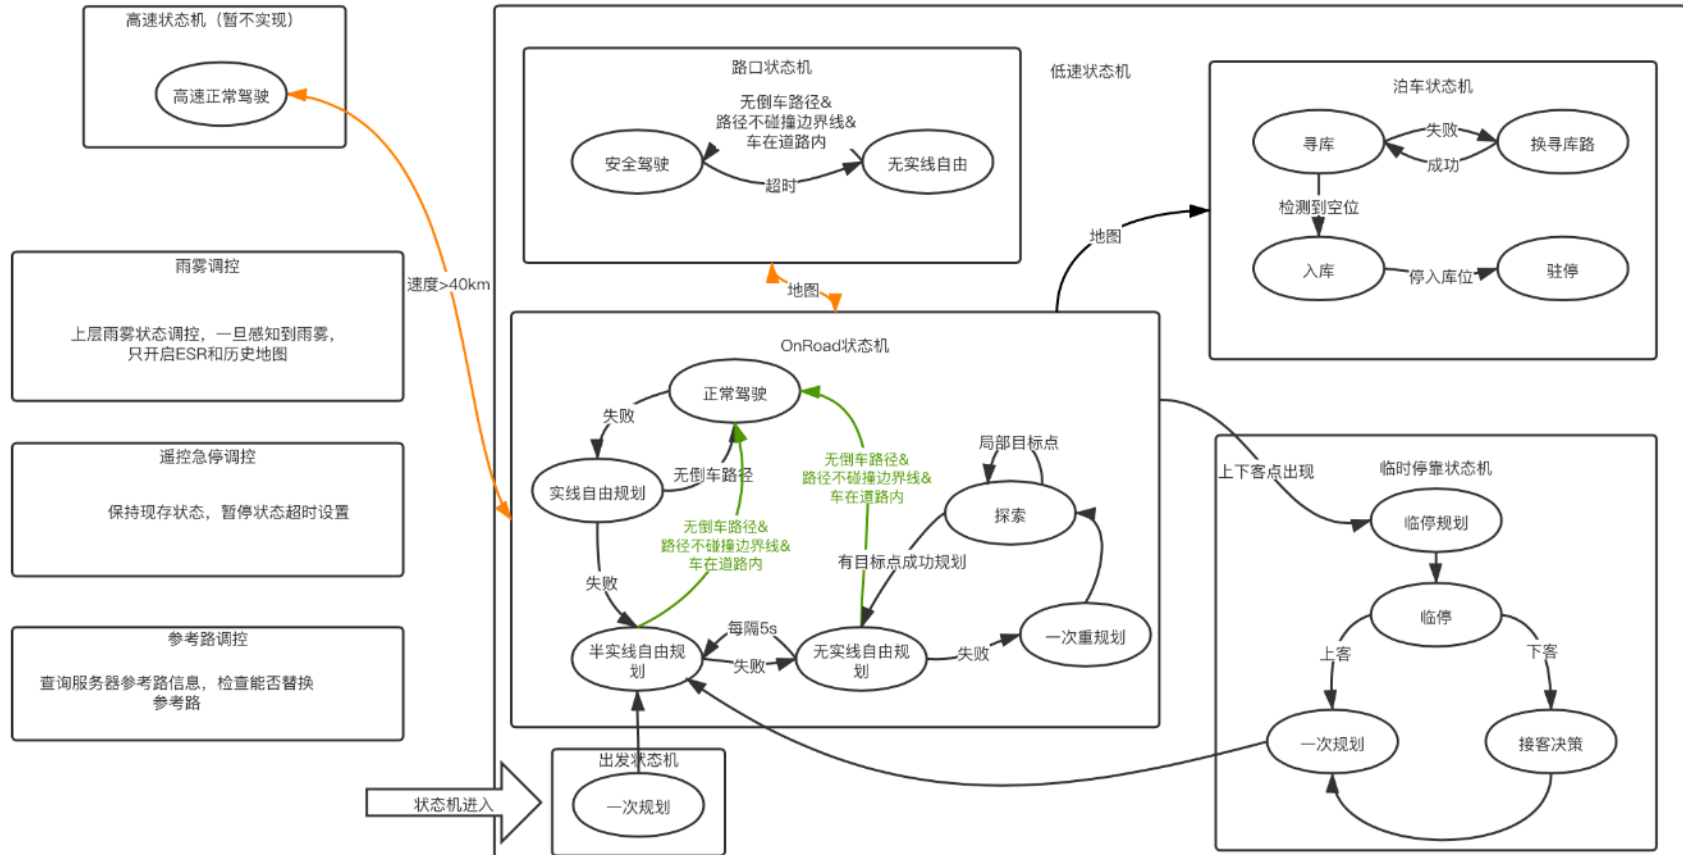 高速状态机（暂不实现）
高速正常驾驶
速度>40km
雨雾调控
上层雨雾状态调控，一旦感知到雨雾，
只开启ESR和历史地图
遥控急停调控
保持现存状态，暂停状态超时设置
参考路调控
查询服务器参考路信息，检查能否替换
参考路
状态机进入
低速状态机
路口状态机
无倒车路径&
路径不碰撞边界线&
车在道路内
安全驾驶
无实线自由
超时
地图
OnRoad状态机
正常驾驶
失败
实线自由规划
无倒车路径
失败
无倒车路径&
路径不碰撞边界线&
车在道路内
无倒车路径&
路径不碰撞边界线&
车在道路内
局部目标点
探索
有目标点成功规划
半实线自由规
划
每隔5s
失败
无实线自由规
划
失败
一次重规划
出发状态机
一次规划
地图
泊车状态机
寻库
失败
成功
换寻库路
检测到空位
入库
停入库位
驻停
上下客点出现
临时停靠状态机
临停规划
临停
上客
下客
一次规划
接客决策